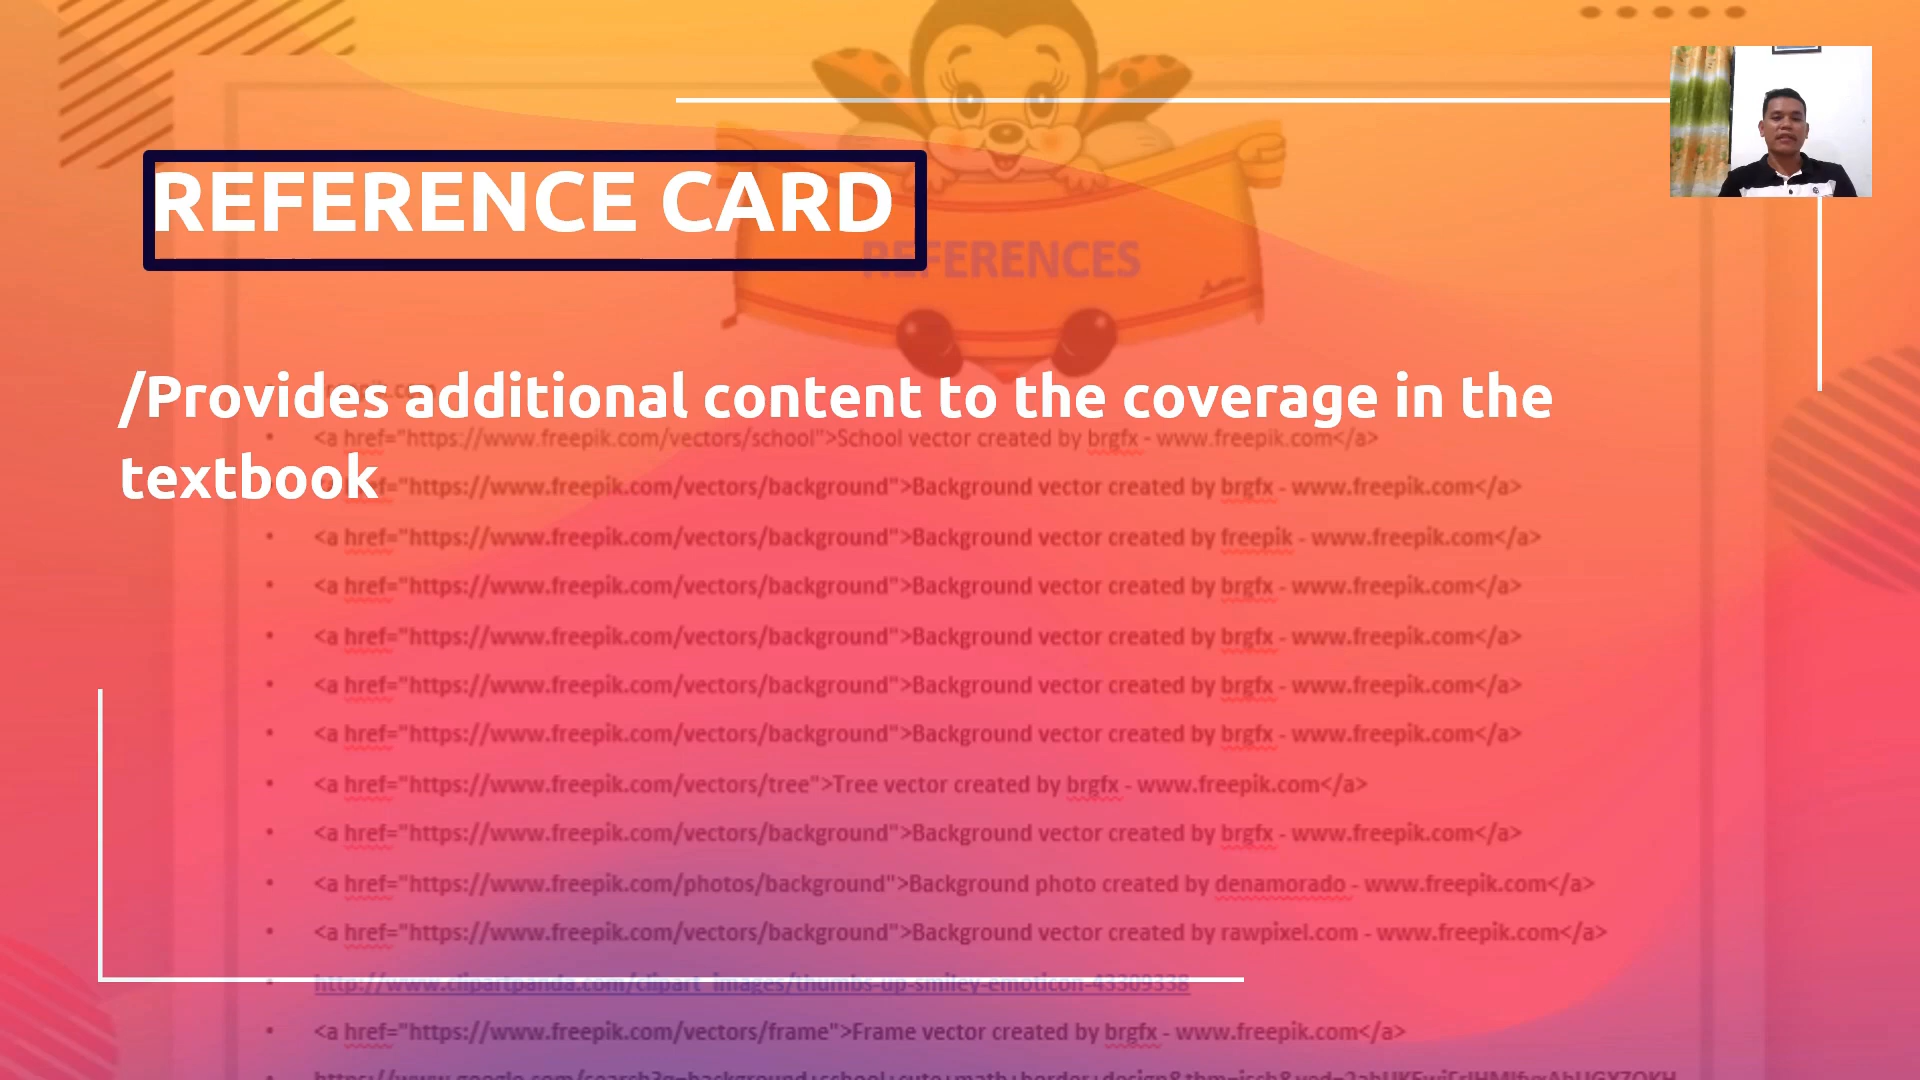 REFERENCE CARD
REFERENCES
/Provides additional content to the coverage in the
textbook
<a href="https://www.freepik.com/vectors/school">School vector created by brgfx - www.freepik.com</a>
href="https://www.freepik.com/vectors/background">Background vector created by brgfx - www.freepik.com</a>
<a href="https://www.freepik.com/vectors/background">Background vector created by freepik - www.freepik.com</a>
<a href="https://www.freepik.com/vectors/background">Background vector created by brgfx - www.freepik.com</a>
<a href="https://www.freepik.com/vectors/background">Background vector created by brgfx - www.freepik.com</a>
<a href="https://www.freepik.com/vectors/background">Background vector created by brgfx - www.freepik.com</a>
<a href="https://www.freepik.com/vectors/background">Background vector created by brgfx - www.freepik.com</a>
<a href="https://www.freepik.com/vectors/tree">Tree vector created by brgfx - www.freepik.com</a>
<a href="https://www.freepik.com/vectors/background">Background vector created by brgfx - www.freepik.com</a>
<a href="https://www.freepik.com/photos/background">Background photo created by denamorado - www.freepik.com</a>
<a href="https://www.freepik.com/vectors/background">Background vector created by rawpixel.com - www.freepik.com</a>
http://www.clipartpanda.com/clipart_images/thumbs-up-smiley-emoticon-43309338
<a href="https://www.freepik.com/vectors/frame">Frame vector created by brgfx - www.freepik.com</a>